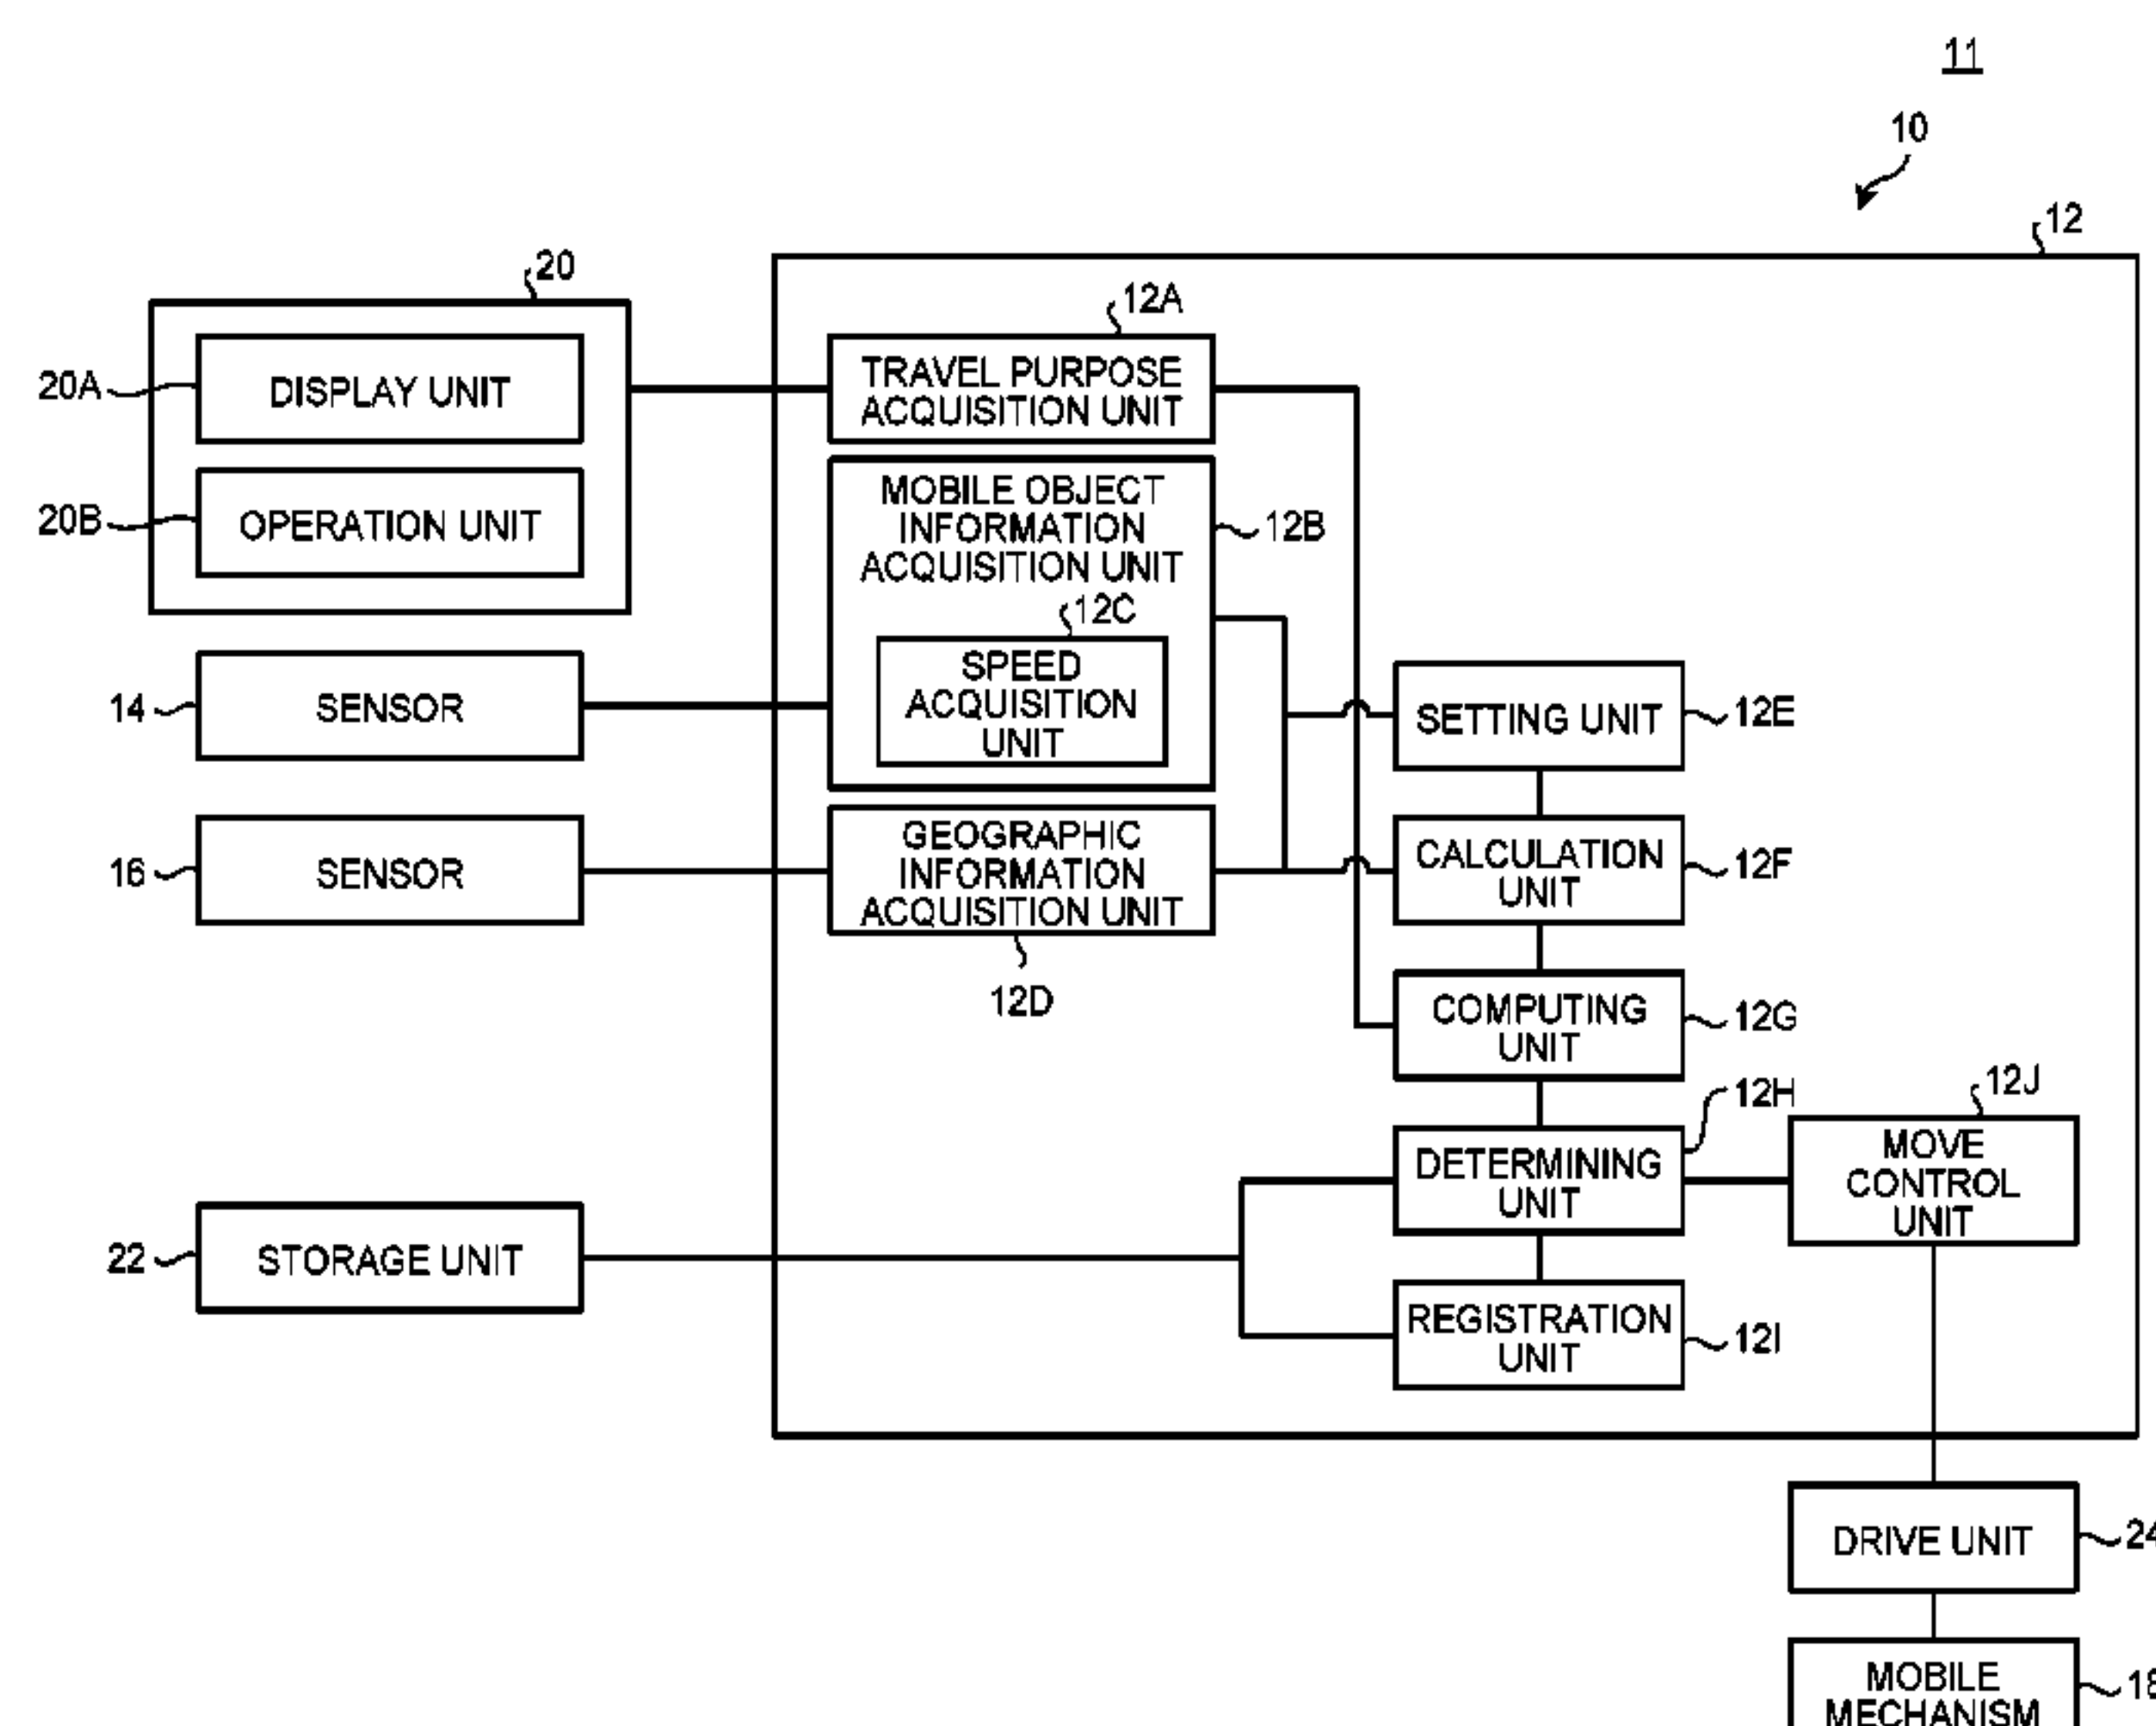 11
10
12
20
12A
20A
DISPLAY UNIT
TRAVEL PURPOSE
ACQUISITION UNIT
20B
OPERATION UNIT
MOBILE OBJECT
INFORMATION
ACQUISITION UNIT
12B
12C
SPEED
ACQUISITION
UNIT
14
SENSOR
SETTING UNIT
12E
16
SENSOR
GEOGRAPHIC
INFORMATION
ACQUISITION UNIT
12D
CALCULATION
UNIT
12F
COMPUTING
UNIT
12G
12H
12J
DETERMINING
UNIT
MOVE
CONTROL
UNIT
22
STORAGE UNIT
REGISTRATION
UNIT
12I
DRIVE UNIT
24
MOBILE
MECHANISM
18